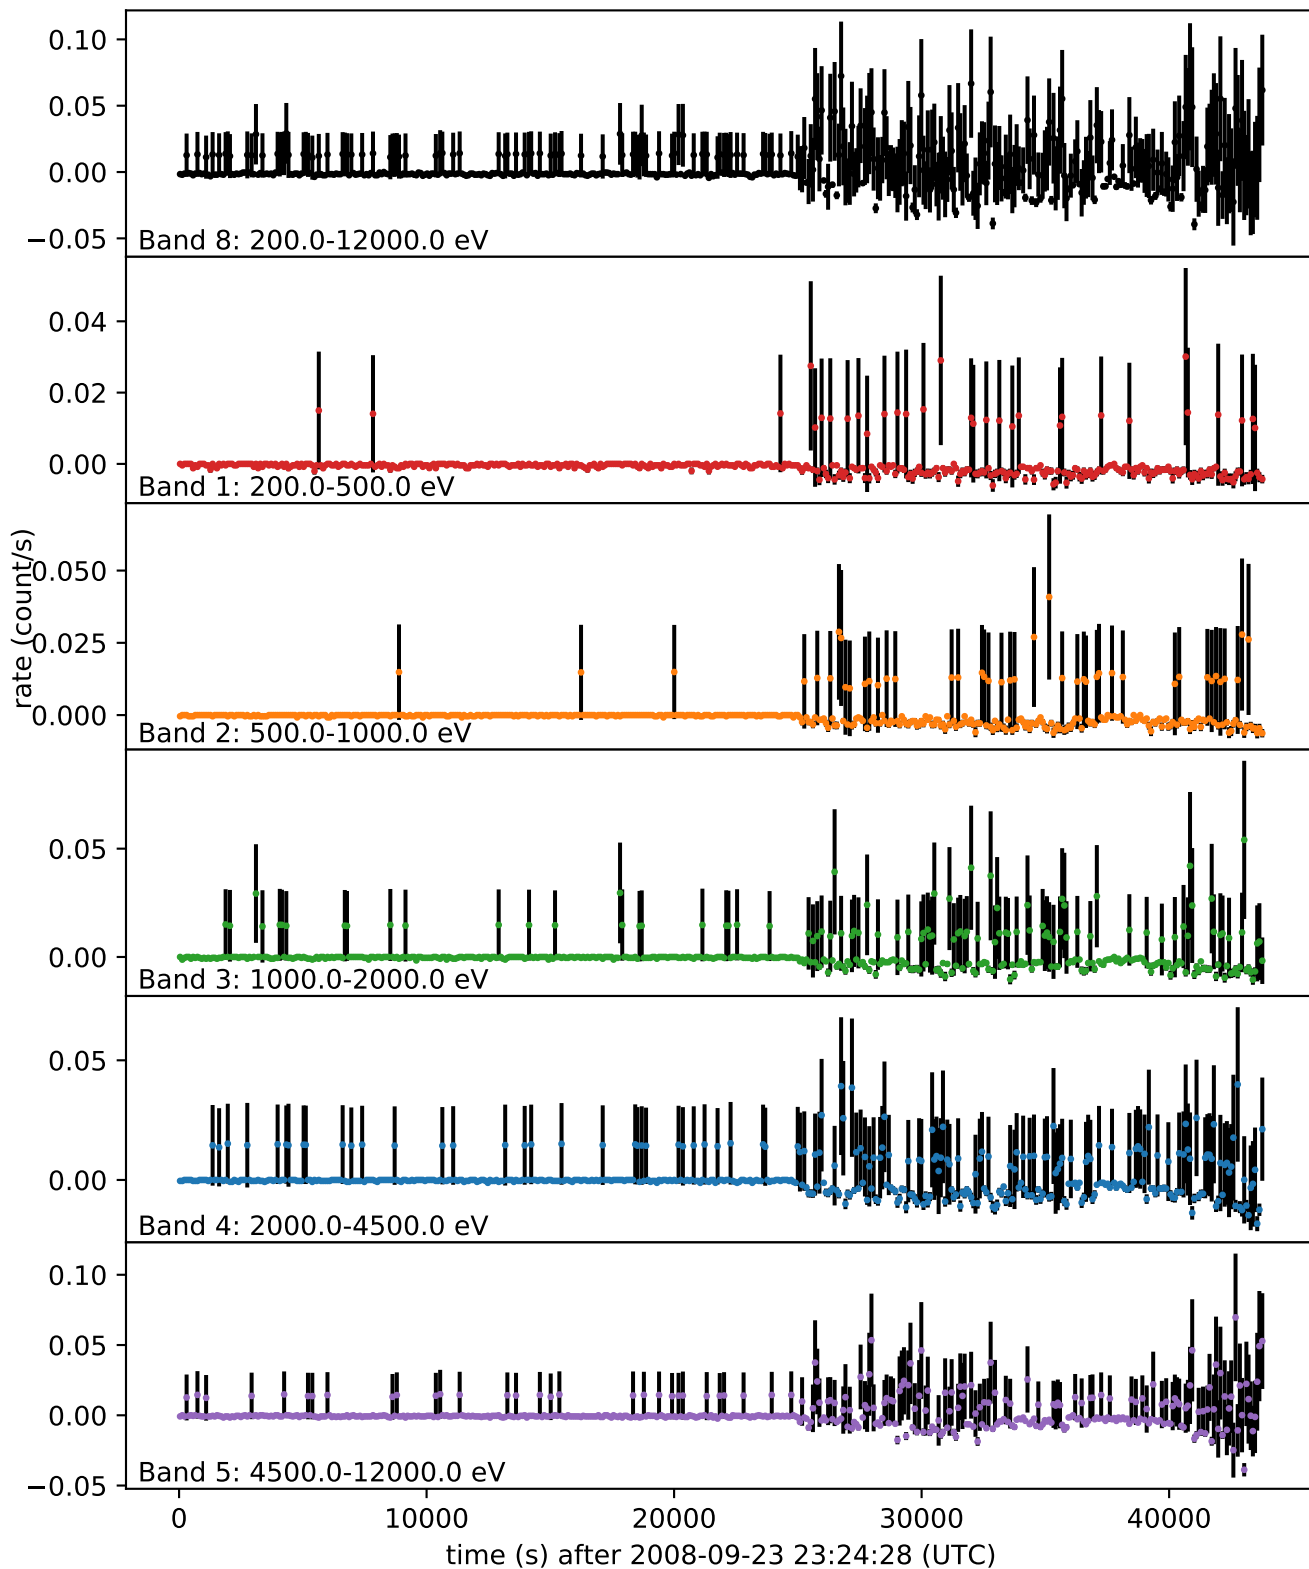 0.10
0.05
0.00
−0.05
Band 8: 200.0-12000.0 eV
0.04
0.02
0.00
Band 1: 200.0-500.0 eV
rate (count/s)
0.050
0.025
0.000
Band 2: 500.0-1000.0 eV
0.05
0.00
Band 3: 1000.0-2000.0 eV
0.05
0.00
Band 4: 2000.0-4500.0 eV
0.10
0.05
0.00
−0.05
Band 5: 4500.0-12000.0 eV
0 10000 20000 30000 40000
time (s) after 2008-09-23 23:24:28 (UTC)